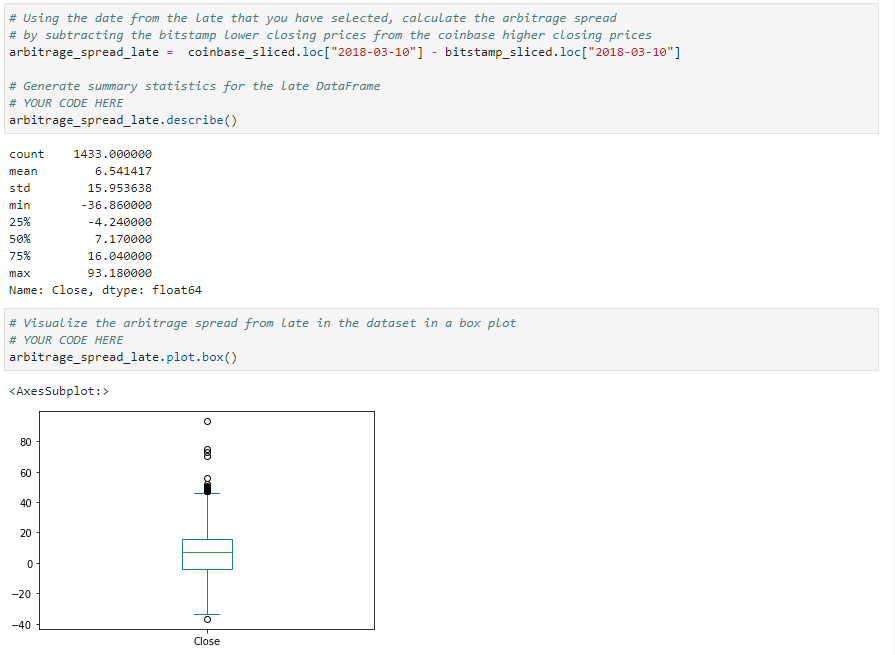 # Using the date from the late that you have selected, calculate the arbitrage spread
# by subtracting the bitstamp lower closing prices from the coinbase higher closing prices
arbitrage_spread_late =  coinbase_sliced.loc["2018-03-10"] - bitstamp_sliced.loc["2018-03-10"]
# Generate summary statistics for the late DataFrame
# YOUR CODE HERE
arbitrage_spread_late.describe()
count    1433.000000
mean        6.541417
std        15.953638
min       -36.860000
25%        -4.240000
50%         7.170000
75%        16.040000
max        93.180000
Name: Close, dtype: float64
# Visualize the arbitrage spread from late in the dataset in a box plot
# YOUR CODE HERE
arbitrage_spread_late.plot.box()
<AxesSubplot:>
80
60
40
20
0
−20
−40
Close